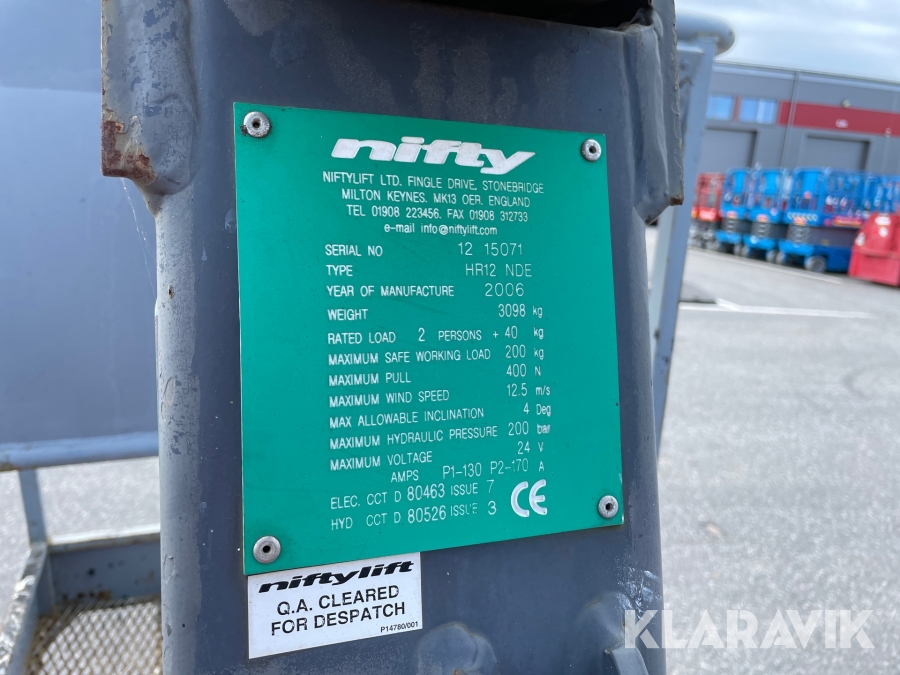 nifty
NIFTYLIFT LTD. FINGLE DRIVE. STONEBRIDGE
MILTON KEYNES. MK13 OER. ENGLAND
TEL 01908 223456. FAX 01908 312733
e-mail info@niftylift.com
SERIAL NO 12 15071
TYPE HR12 NDE
YEAR OF MANUFACTURE 2006
WEIGHT 3098 kg
RATED LOAD 2 PERSONS + 40 kg
MAXIMUM SAFE WORKING LOAD 200 kg
MAXIMUM PULL 400 N
MAXIMUM WIND SPEED 12.5 m/s
MAX ALLOWABLE INCLINATION 4 Deg
MAXIMUM HYDRAULIC PRESSURE 200 bar
MAXIMUM VOLTAGE 24 V
AMPS P1-130 P2-170 A
ELEC. CCT D 80463 ISSUE 7
HYD CCT D 80526 ISSUE 3 CE
niftylift
Q.A. CLEARED
FOR DESPATCH
P14780/001
KLARAVIK